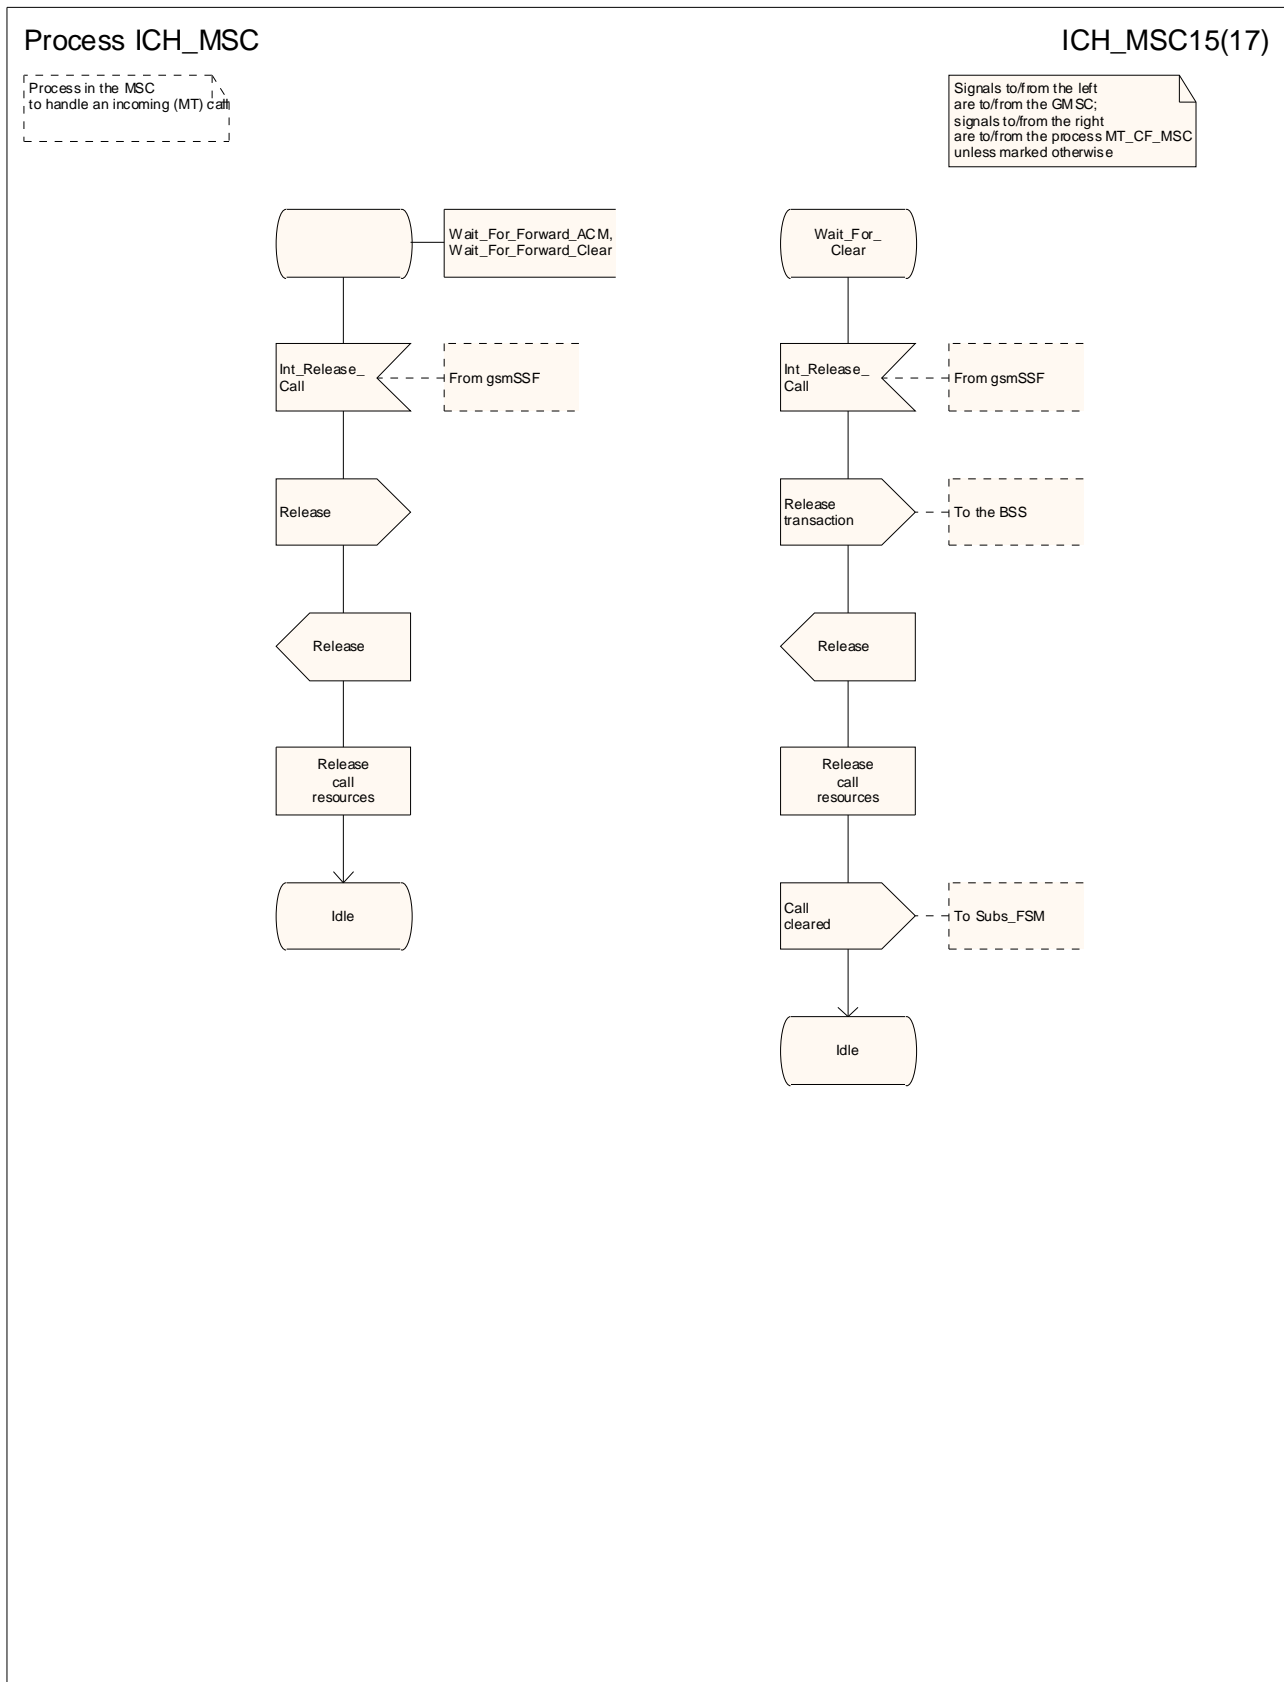 Process ICH_MSC
ICH_MSC15(17)
Process in the MSC
to handle an incoming (MT) call
Signals to/from the left
are to/from the GMSC;
signals to/from the right
are to/from the process MT_CF_MSC
unless marked otherwise
Wait_For_Forward_ACM,
Wait_For_Forward_Clear
Int_Release_
Call
From gsmSSF
Release
Release
Release
call
resources
Idle
Wait_For_
Clear
Int_Release_
Call
From gsmSSF
Release
transaction
To the BSS
Release
Release
call
resources
Call
cleared
To Subs_FSM
Idle